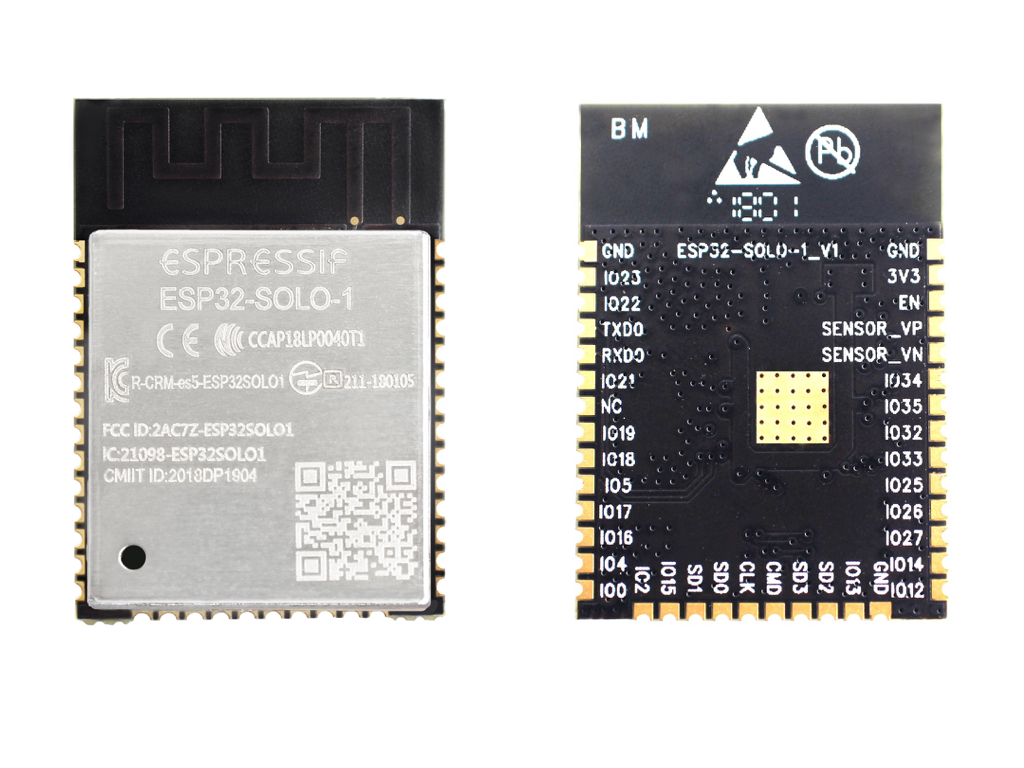 ESPRESSIF
ESP32-SOLO-1
CE CCAP18LP0040T1
R-CRM-es5-ESP32SOLO1 R 211-180105
FCC ID:2AC7Z-ESP32SOLO1
IC:21098-ESP32SOLO1
CMIIT ID:2018DP1904
BM
Pb
1801
ESP32-SOLO-1_V1
GND
IO23
IO22
TXD0
RXD0
IO21
NC
IO19
IO18
IO5
IO17
IO16
IO4
IO0
IO2
IO15
SD1
SD0
CLK
CMD
SD3
SD2
IO13
GND
GND
3V3
EN
SENSOR_VP
SENSOR_VN
IO34
IO35
IO32
IO33
IO25
IO26
IO27
IO14
IO12